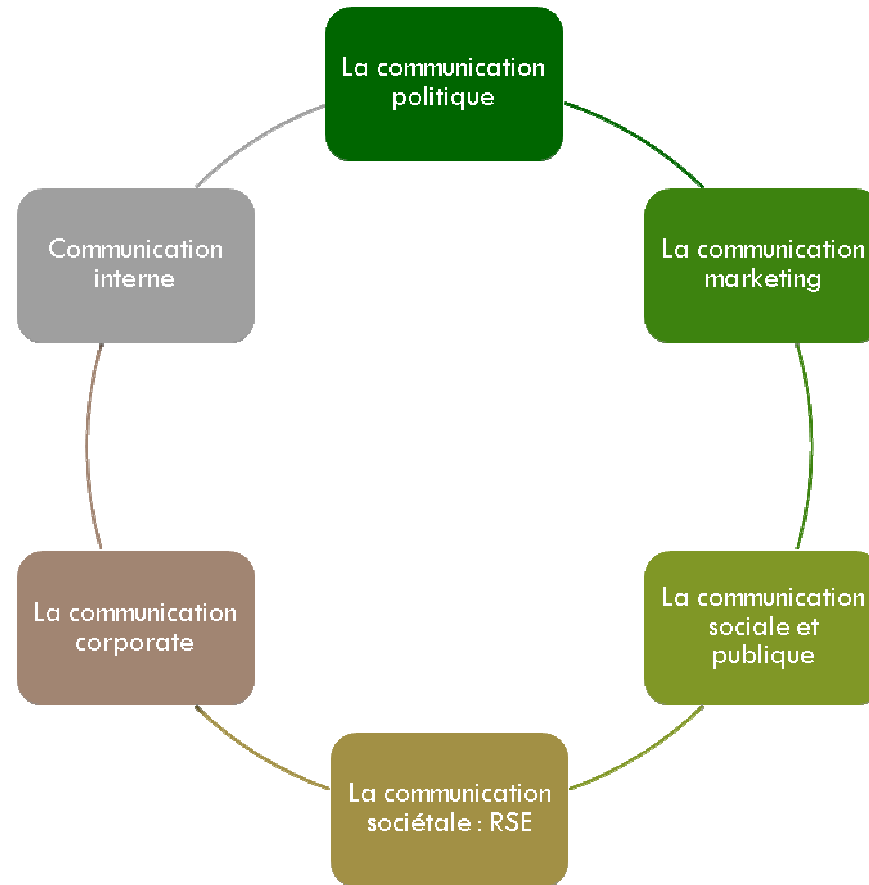 La communication
politique
La communication
marketing
La communication
sociale et
publique
La communication
sociétale : RSE
La communication
corporate
Communication
interne